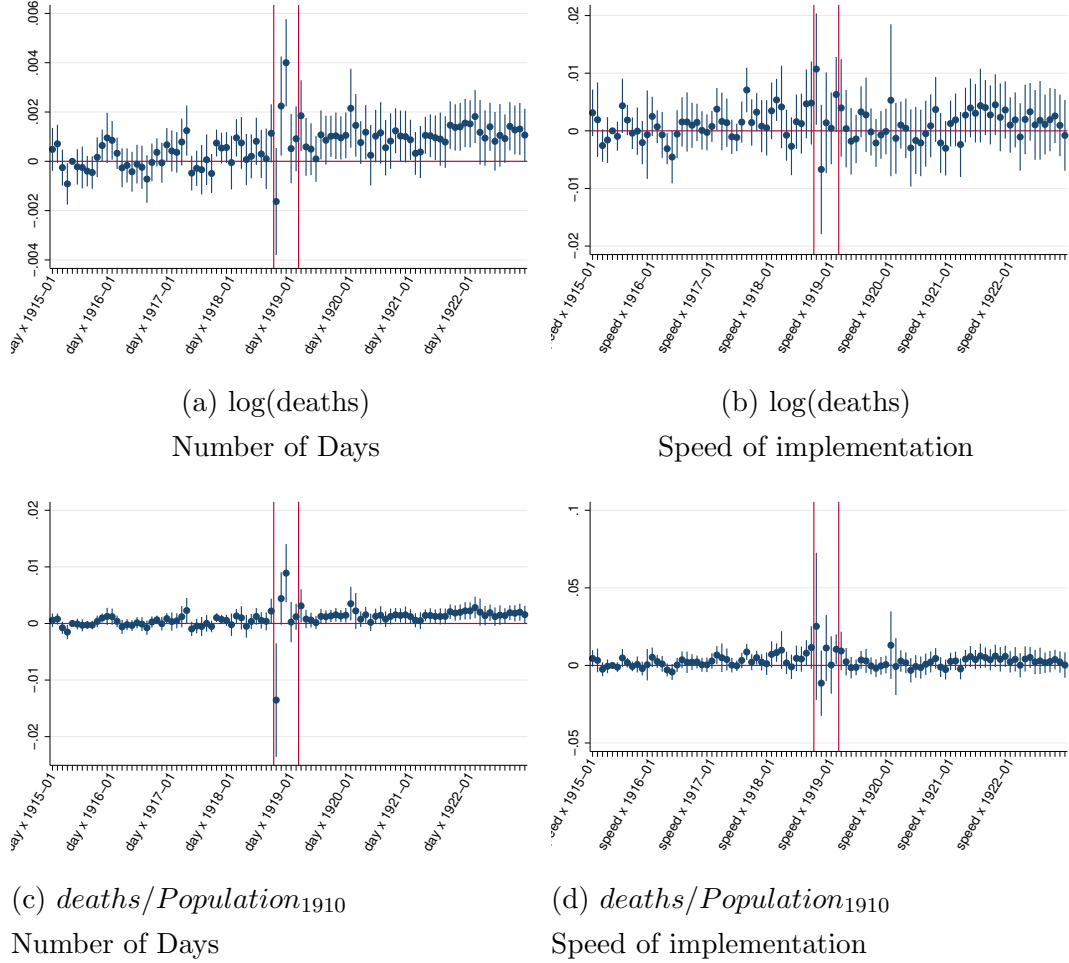 .006
.004
.002
0
-.002
-.004
day x 1915-01
day x 1916-01
day x 1917-01
day x 1918-01
day x 1919-01
day x 1920-01
day x 1921-01
day x 1922-01
(a) log(deaths)
Number of Days
.02
.01
0
-.01
-.02
speed x 1915-01
speed x 1916-01
speed x 1917-01
speed x 1918-01
speed x 1919-01
speed x 1920-01
speed x 1921-01
speed x 1922-01
(b) log(deaths)
Speed of implementation
.02
.01
0
-.01
-.02
day x 1915-01
day x 1916-01
day x 1917-01
day x 1918-01
day x 1919-01
day x 1920-01
day x 1921-01
day x 1922-01
(c) deaths/Population1910
Number of Days
.1
.05
0
-.05
speed x 1915-01
speed x 1916-01
speed x 1917-01
speed x 1918-01
speed x 1919-01
speed x 1920-01
speed x 1921-01
speed x 1922-01
(d) deaths/Population1910
Speed of implementation